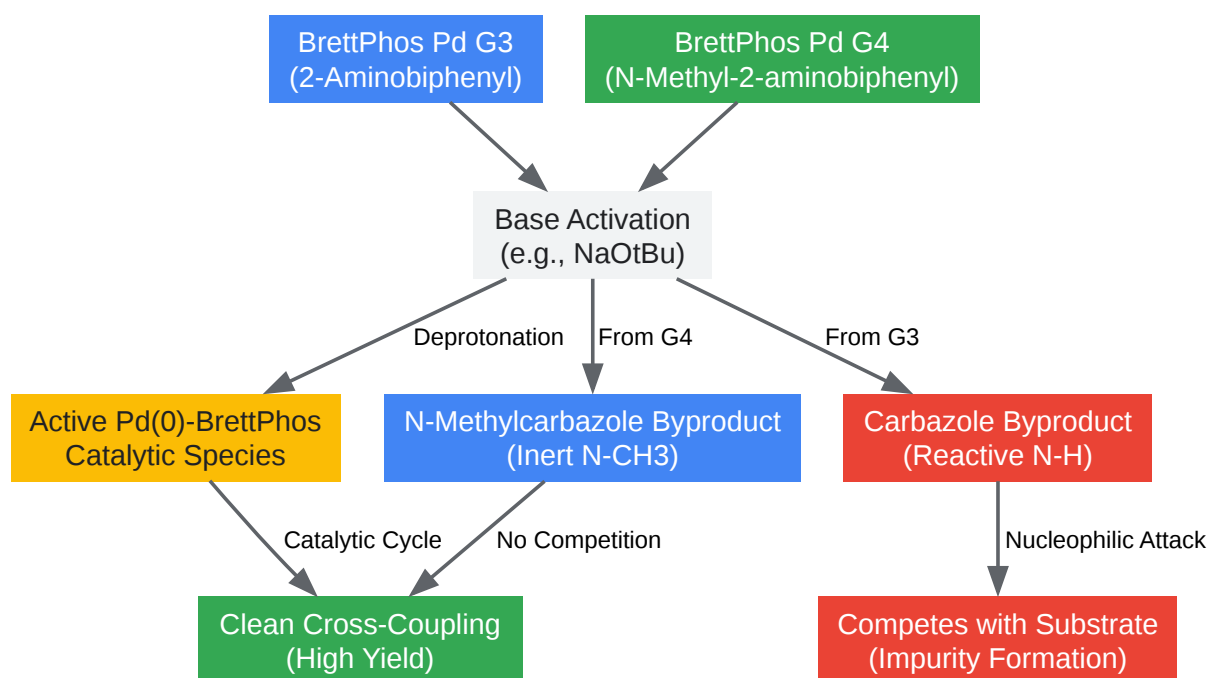 BrettPhos Pd G3
(2-Aminobiphenyl)
BrettPhos Pd G4
(N-Methyl-2-aminobiphenyl)
Base Activation
(e.g., NaOtBu)
Deprotonation
From G4
From G3
Active Pd(0)-BrettPhos
Catalytic Species
N-Methylcarbazole Byproduct
(Inert N-CH3)
Carbazole Byproduct
(Reactive N-H)
Catalytic Cycle
No Competition
Nucleophilic Attack
Clean Cross-Coupling
(High Yield)
Competes with Substrate
(Impurity Formation)